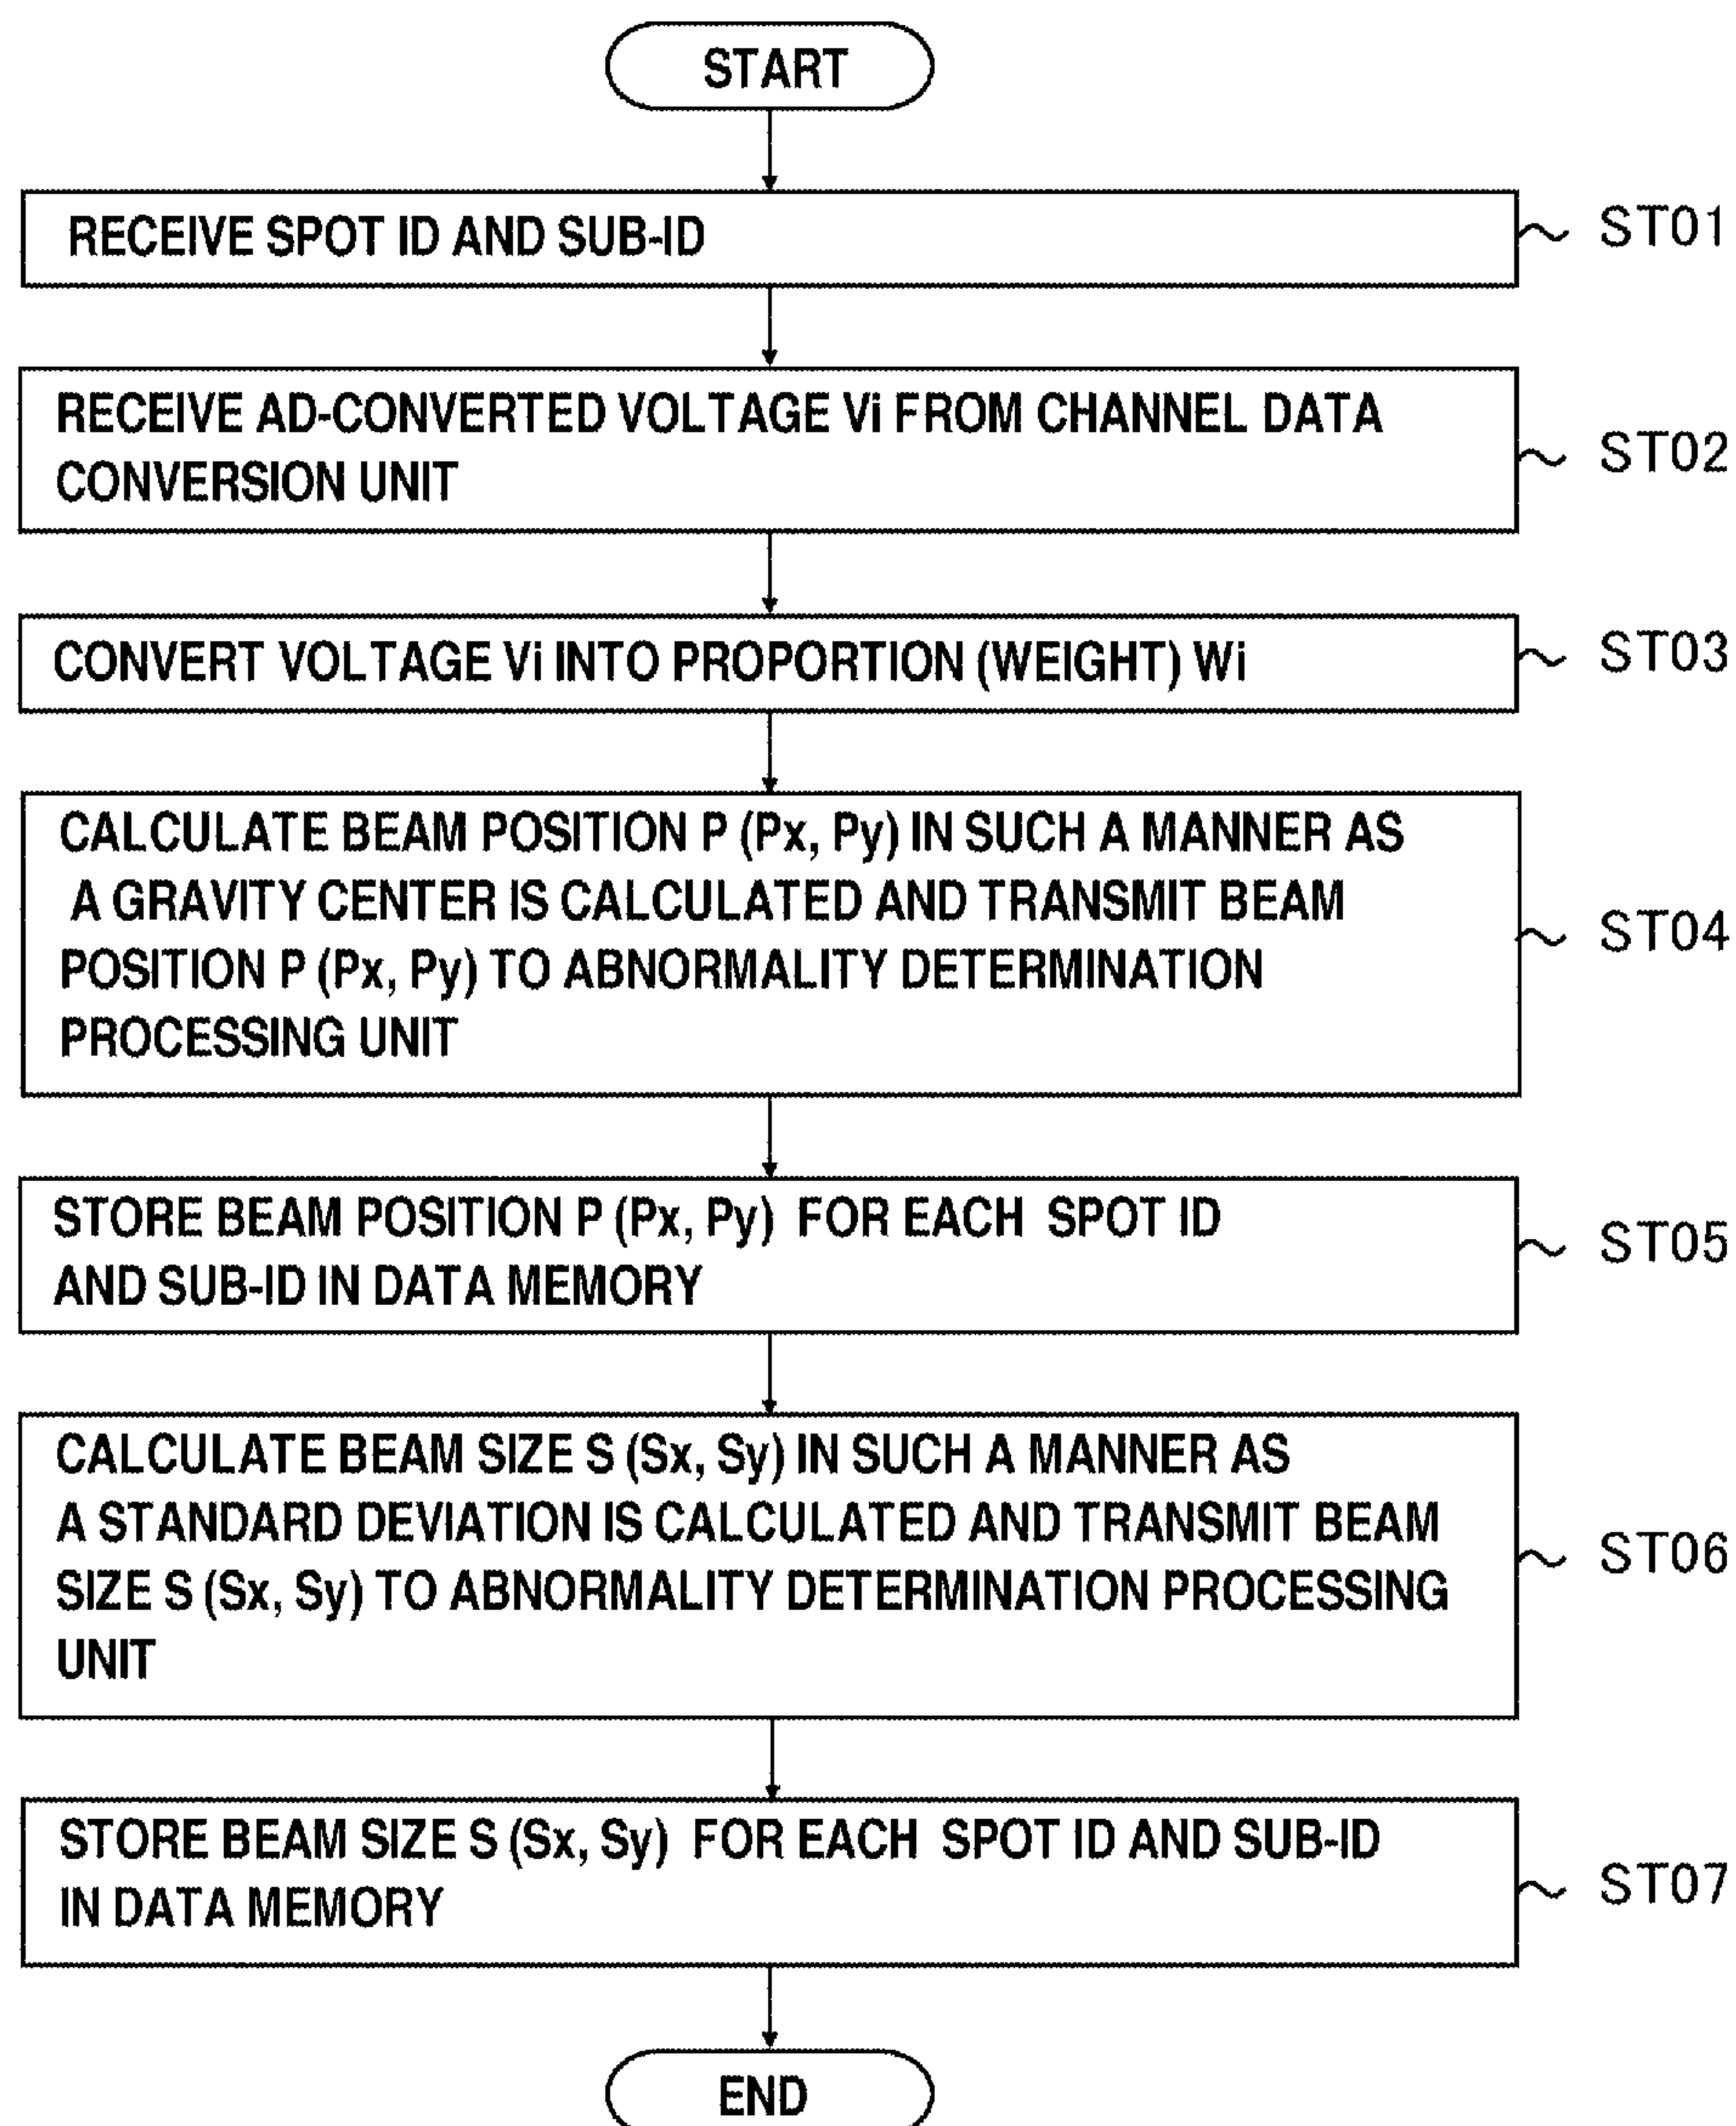 START
RECEIVE SPOT ID AND SUB-ID
ST01
RECEIVE AD-CONVERTED VOLTAGE Vi FROM CHANNEL DATA
CONVERSION UNIT
ST02
CONVERT VOLTAGE Vi INTO PROPORTION (WEIGHT) Wi
ST03
CALCULATE BEAM POSITION P (Px, Py) IN SUCH A MANNER AS
A GRAVITY CENTER IS CALCULATED AND TRANSMIT BEAM
POSITION P (Px, Py) TO ABNORMALITY DETERMINATION
PROCESSING UNIT
ST04
STORE BEAM POSITION P (Px, Py) FOR EACH SPOT ID
AND SUB-ID IN DATA MEMORY
ST05
CALCULATE BEAM SIZE S (Sx, Sy) IN SUCH A MANNER AS
A STANDARD DEVIATION IS CALCULATED AND TRANSMIT BEAM
SIZE S (Sx, Sy) TO ABNORMALITY DETERMINATION PROCESSING
UNIT
ST06
STORE BEAM SIZE S (Sx, Sy) FOR EACH SPOT ID AND SUB-ID
IN DATA MEMORY
ST07
END